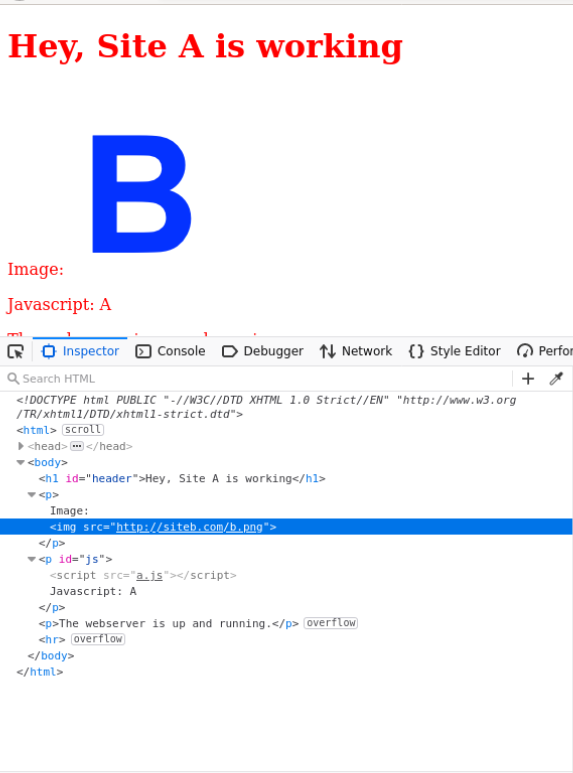 Hey, Site A is working
B
Image:
Javascript: A
Inspector Console Debugger Network {} Style Editor Perfor
Search HTML
<!DOCTYPE html PUBLIC "-//W3C//DTD XHTML 1.0 Strict//EN" "http://www.w3.org
/TR/xhtml1/DTD/xhtml1-strict.dtd">
<html> scroll
<head> ••• </head>
<body>
<h1 id="header">Hey, Site A is working</h1>
<p>
Image:
<img src="http://siteb.com/b.png">
</p>
<p id="js">
<script src="a.js"></script>
Javascript: A
</p>
<p>The webserver is up and running.</p> overflow
<hr> overflow
</body>
</html>